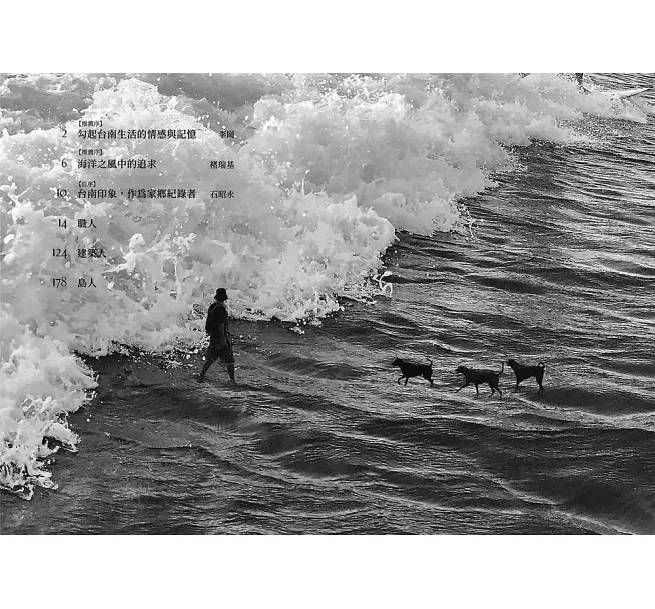 【推薦序】
2 勾起台南生活的情感與記憶 李崗
【推薦序】
6 海洋之風中的追求 褚瑞基
【自序】
10 台南印象,作為家鄉紀錄者 石昭永
14 職人
124 建築人
178 島人